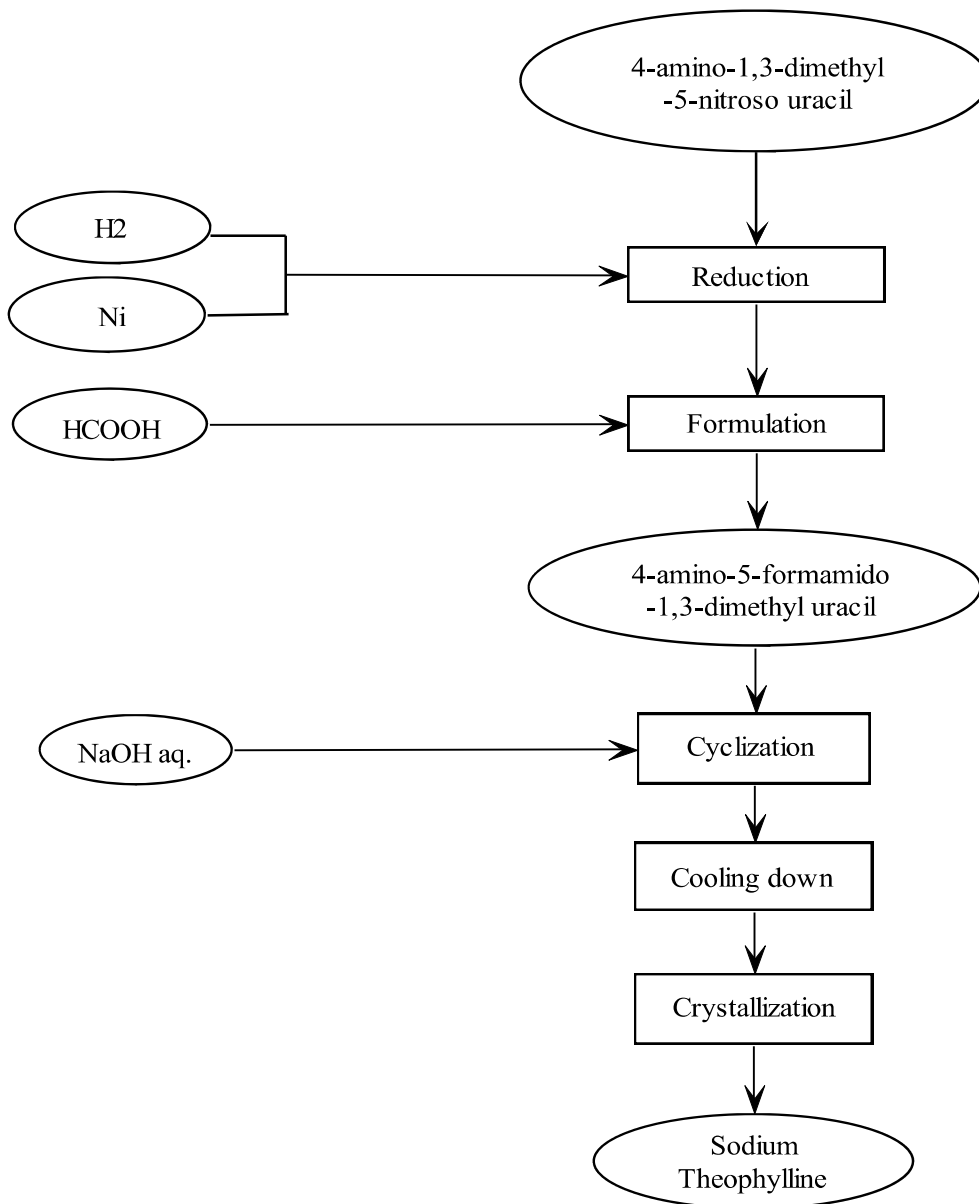 4-amino-1,3-dimethyl
-5-nitroso uracil
H2
Ni
Reduction
HCOOH
Formulation
4-amino-5-formamido
-1,3-dimethyl uracil
NaOH aq.
Cyclization
Cooling down
Crystallization
Sodium
Theophylline